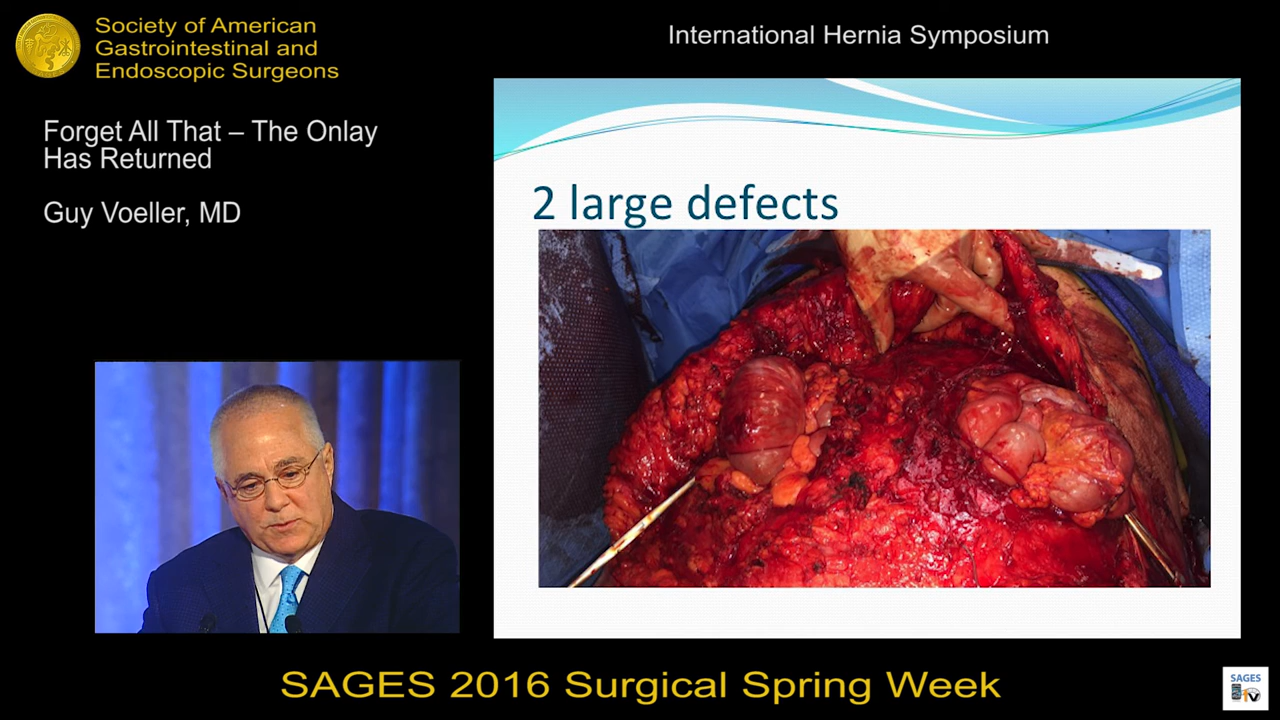 Society of American
Gastrointestinal and
Endoscopic Surgeons
International Hernia Symposium
Forget All That – The Onlay
Has Returned
Guy Voeller, MD
2 large defects
SAGES 2016 Surgical Spring Week
SAGES
tv